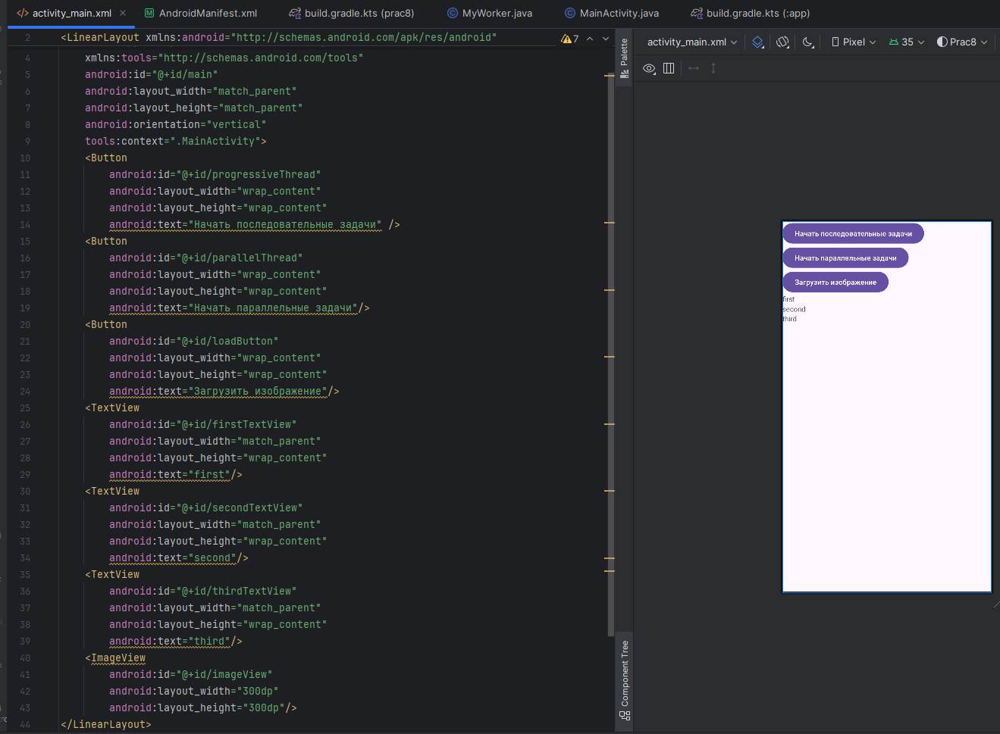 activity_main.xml
AndroidManifest.xml
build.gradle.kts (prac8)
MyWorker.java
MainActivity.java
build.gradle.kts (:app)
2 <LinearLayout xmlns:android="http://schemas.android.com/apk/res/android"
7
4 xmlns:tools="http://schemas.android.com/tools"
5 android:id="@+id/main"
6 android:layout_width="match_parent"
7 android:layout_height="match_parent"
8 android:orientation="vertical"
9 tools:context=".MainActivity">
10 <Button
11 android:id="@+id/progressiveThread"
12 android:layout_width="wrap_content"
13 android:layout_height="wrap_content"
14 android:text="Начать последовательные задачи" />
15 <Button
16 android:id="@+id/parallelThread"
17 android:layout_width="wrap_content"
18 android:layout_height="wrap_content"
19 android:text="Начать параллельные задачи"/>
20 <Button
21 android:id="@+id/loadButton"
22 android:layout_width="wrap_content"
23 android:layout_height="wrap_content"
24 android:text="Загрузить изображение"/>
25 <TextView
26 android:id="@+id/firstTextView"
27 android:layout_width="match_parent"
28 android:layout_height="wrap_content"
29 android:text="first"/>
30 <TextView
31 android:id="@+id/secondTextView"
32 android:layout_width="match_parent"
33 android:layout_height="wrap_content"
34 android:text="second"/>
35 <TextView
36 android:id="@+id/thirdTextView"
37 android:layout_width="match_parent"
38 android:layout_height="wrap_content"
39 android:text="third"/>
40 <ImageView
41 android:id="@+id/imageView"
42 android:layout_width="300dp"
43 android:layout_height="300dp"/>
44 </LinearLayout>
Palette
Component Tree
activity_main.xml
Pixel
35
Prac8
Начать последовательные задачи
Начать параллельные задачи
Загрузить изображение
first
second
third